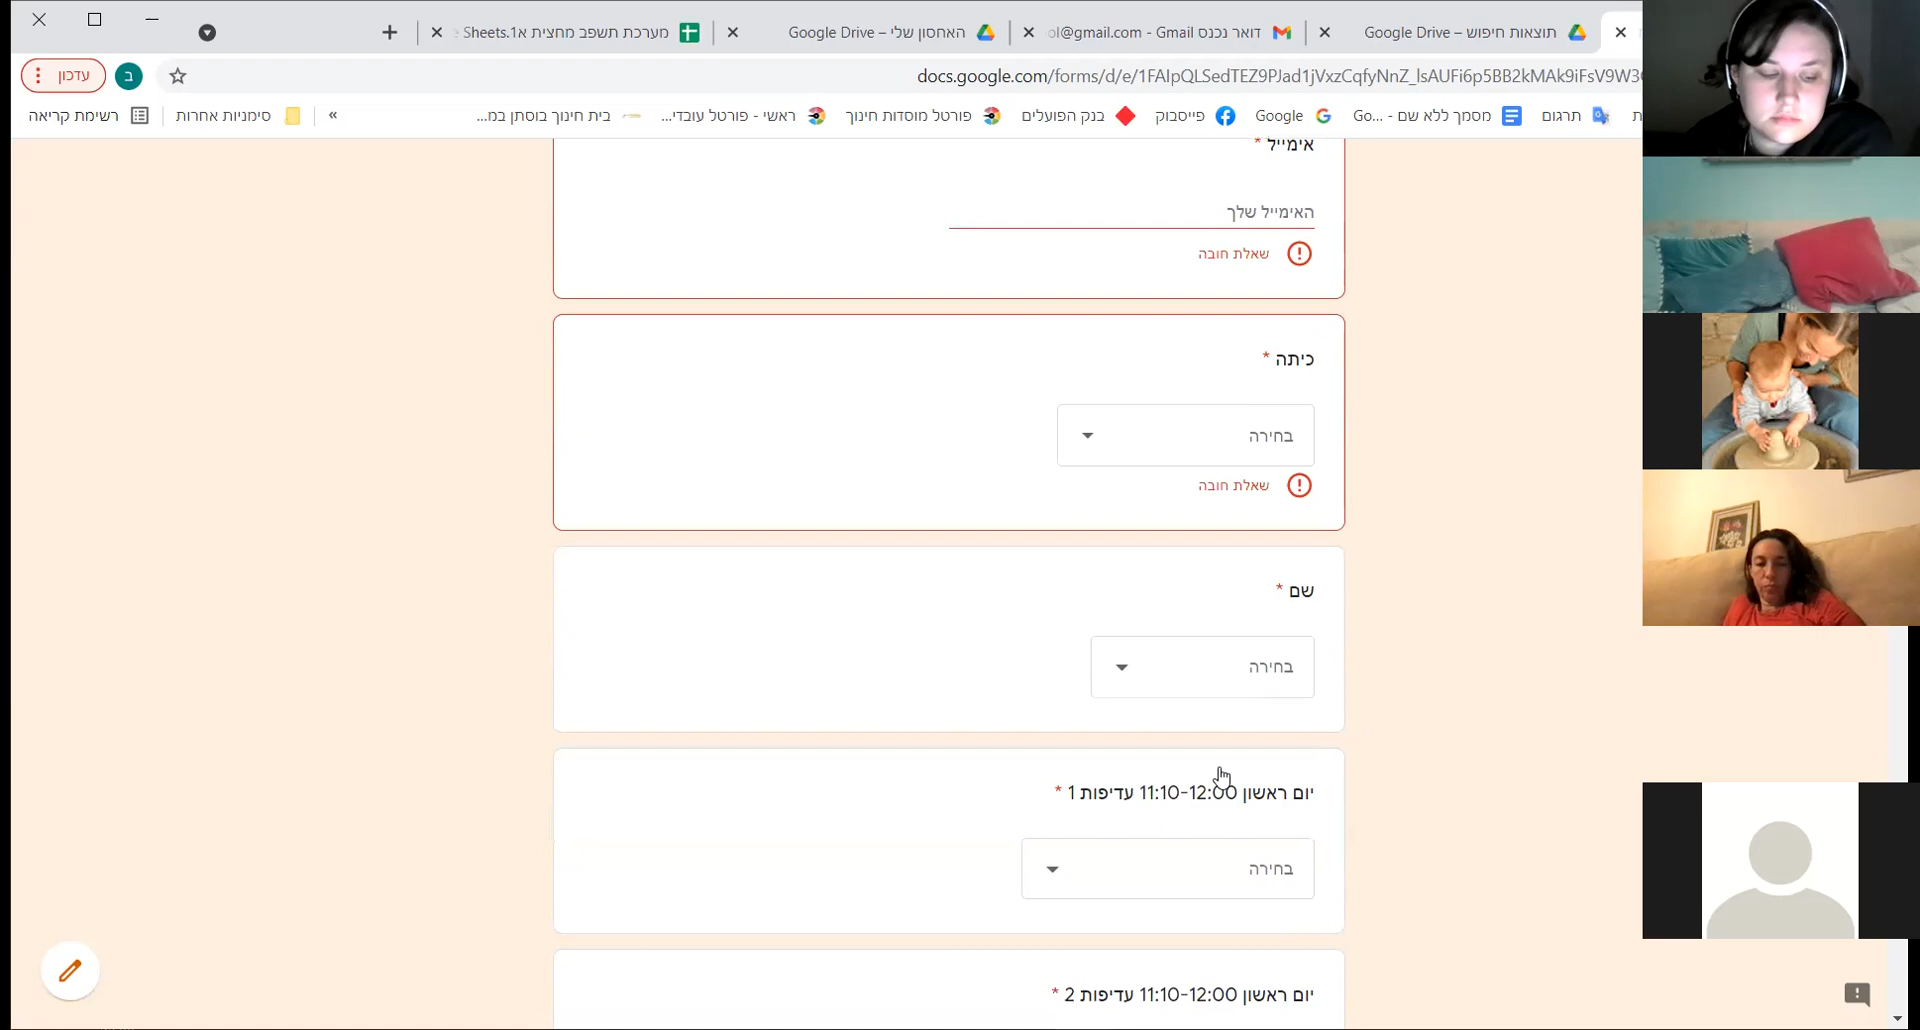 תוצאות חיפוש – Google Drive
דואר נכנס - Gmail ol@gmail.com
האחסון שלי – Google Drive
מערכת תשפב מחצית א1. Sheets
docs.google.com/forms/d/e/1FAIpQLSedTEZ9PJad1jVxzCqfyNnZ_lsAUFi6p5BB2kMAk9iFsV9W3
ב
עדכון
תרגום
מסמך ללא שם - Go...
Google
פייסבוק
בנק הפועלים
פורטל מוסדות חינוך
ראשי - פורטל עובדי...
בית חינוך בוסתן במ...
»
סימניות אחרות
רשימת קריאה
אימייל *
האימייל שלך
שאלת חובה
כיתה *
בחירה
שאלת חובה
שם *
בחירה
יום ראשון 11:10-12:00 עדיפות 1 *
בחירה
יום ראשון 11:10-12:00 עדיפות 2 *